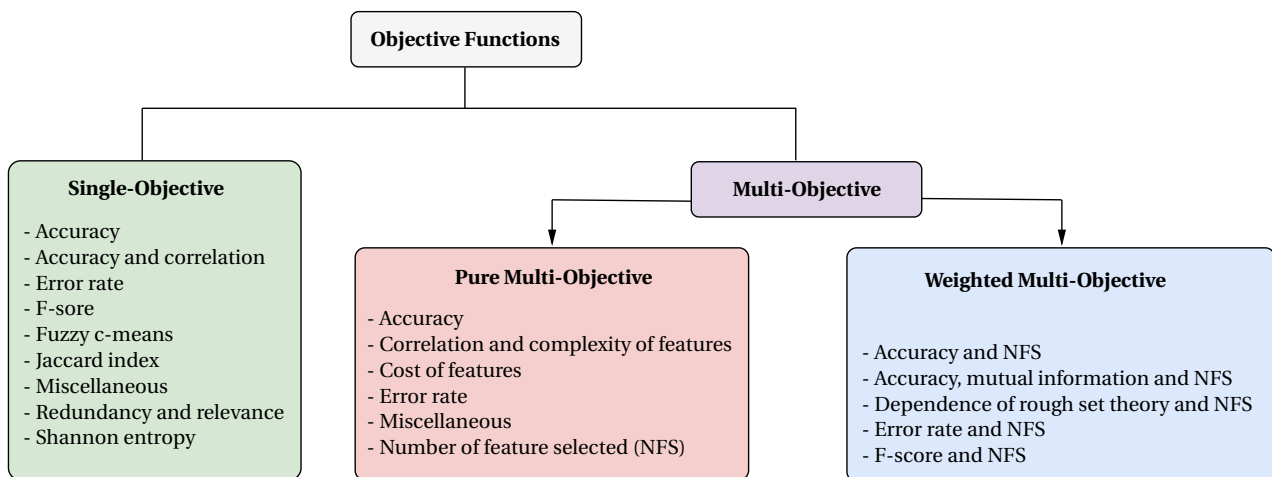 Objective Functions
Single-Objective
- Accuracy
- Accuracy and correlation
- Error rate
- F-sore
- Fuzzy c-means
- Jaccard index
- Miscellaneous
- Redundancy and relevance
- Shannon entropy
Multi-Objective
Pure Multi-Objective
- Accuracy
- Correlation and complexity of features
- Cost of features
- Error rate
- Miscellaneous
- Number of feature selected (NFS)
Weighted Multi-Objective
- Accuracy and NFS
- Accuracy, mutual information and NFS
- Dependence of rough set theory and NFS
- Error rate and NFS
- F-score and NFS